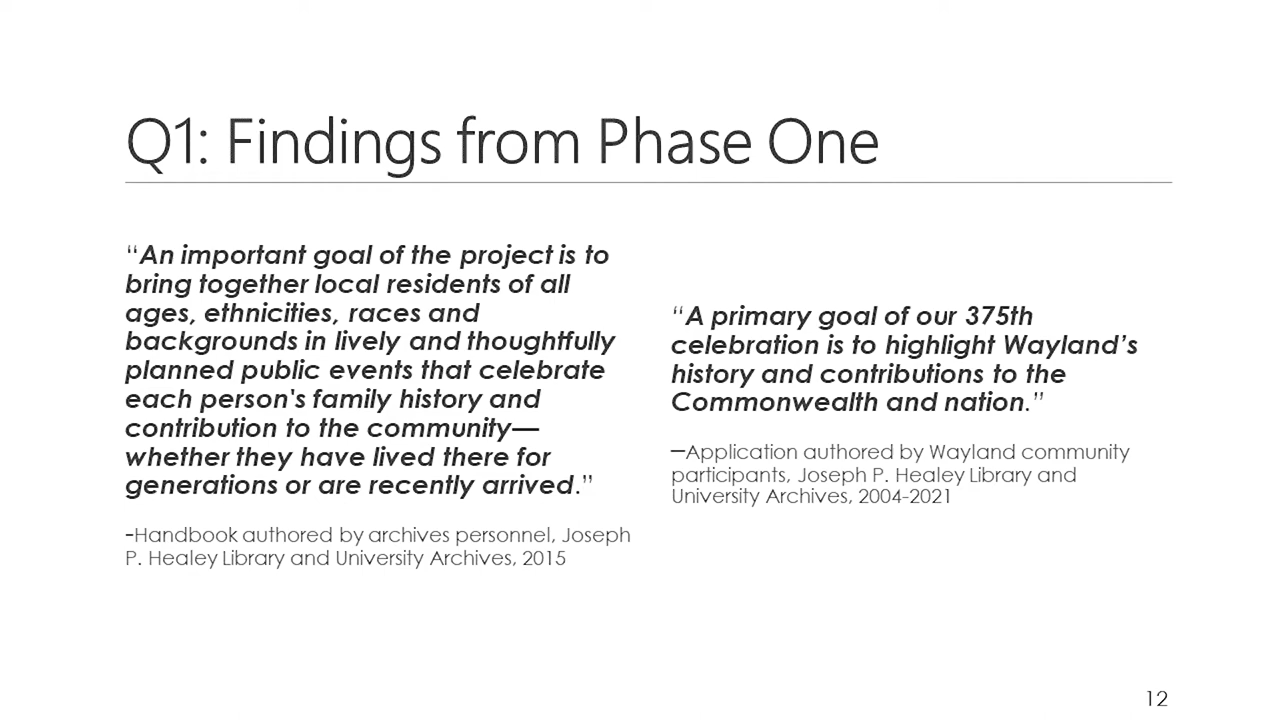 Q1: Findings from Phase One
“An important goal of the project is to
bring together local residents of all
ages, ethnicities, races and
backgrounds in lively and thoughtfully
planned public events that celebrate
each person's family history and
contribution to the community—
whether they have lived there for
generations or are recently arrived.”
-Handbook authored by archives personnel, Joseph
P. Healey Library and University Archives, 2015
“A primary goal of our 375th
celebration is to highlight Wayland’s
history and contributions to the
Commonwealth and nation.”
—Application authored by Wayland community
participants, Joseph P. Healey Library and
University Archives, 2004-2021
12